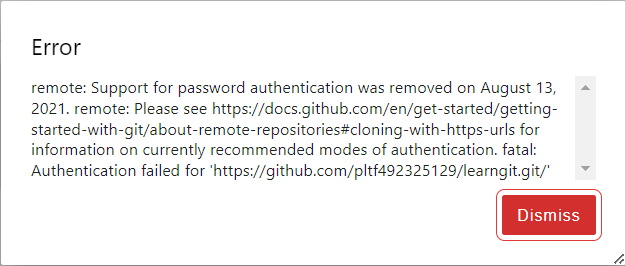 Error
remote: Support for password authentication was removed on August 13,
2021. remote: Please see https://docs.github.com/en/get-started/getting-
started-with-git/about-remote-repositories#cloning-with-https-urls for
information on currently recommended modes of authentication. fatal:
Authentication failed for 'https://github.com/pltf492325129/learngit.git/'
Dismiss